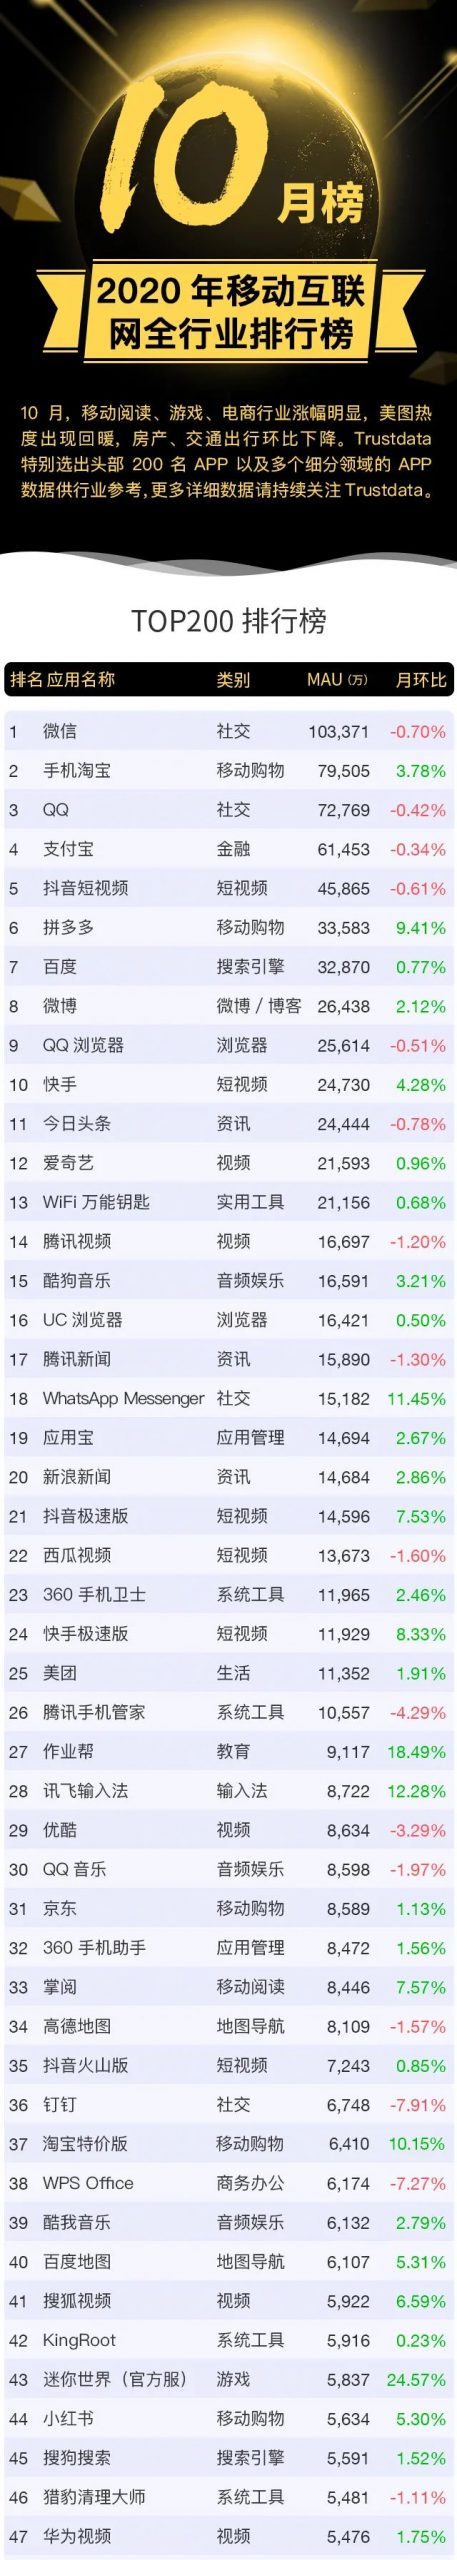 10 月榜
2020 年移动互联
网全行业排行榜
10 月，移动阅读、游戏、电商行业涨幅明显，美图热
度出现回暖，房产、交通出行环比下降。Trustdata
特别选出头部 200 名 APP 以及多个细分领域的 APP
数据供行业参考,更多详细数据请持续关注 Trustdata。
TOP200 排行榜
排名 应用名称 类别 MAU (万) 月环比
1 微信 社交 103,371 -0.70%
2 手机淘宝 移动购物 79,505 3.78%
3 QQ 社交 72,769 -0.42%
4 支付宝 金融 61,453 -0.34%
5 抖音短视频 短视频 45,865 -0.61%
6 拼多多 移动购物 33,583 9.41%
7 百度 搜索引擎 32,870 0.77%
8 微博 微博 / 博客 26,438 2.12%
9 QQ 浏览器 浏览器 25,614 -0.51%
10 快手 短视频 24,730 4.28%
11 今日头条 资讯 24,444 -0.78%
12 爱奇艺 视频 21,593 0.96%
13 WiFi 万能钥匙 实用工具 21,156 0.68%
14 腾讯视频 视频 16,697 -1.20%
15 酷狗音乐 音频娱乐 16,591 3.21%
16 UC 浏览器 浏览器 16,421 0.50%
17 腾讯新闻 资讯 15,890 -1.30%
18 WhatsApp Messenger 社交 15,182 11.45%
19 应用宝 应用管理 14,694 2.67%
20 新浪新闻 资讯 14,684 2.86%
21 抖音极速版 短视频 14,596 7.53%
22 西瓜视频 短视频 13,673 -1.60%
23 360 手机卫士 系统工具 11,965 2.46%
24 快手极速版 短视频 11,929 8.33%
25 美团 生活 11,352 1.91%
26 腾讯手机管家 系统工具 10,557 -4.29%
27 作业帮 教育 9,117 18.49%
28 讯飞输入法 输入法 8,722 12.28%
29 优酷 视频 8,634 -3.29%
30 QQ 音乐 音频娱乐 8,598 -1.97%
31 京东 移动购物 8,589 1.13%
32 360 手机助手 应用管理 8,472 1.56%
33 掌阅 移动阅读 8,446 7.57%
34 高德地图 地图导航 8,109 -1.57%
35 抖音火山版 短视频 7,243 0.85%
36 钉钉 社交 6,748 -7.91%
37 淘宝特价版 移动购物 6,410 10.15%
38 WPS Office 商务办公 6,174 -7.27%
39 酷我音乐 音频娱乐 6,132 2.79%
40 百度地图 地图导航 6,107 5.31%
41 搜狐视频 视频 5,922 6.59%
42 KingRoot 系统工具 5,916 0.23%
43 迷你世界（官方服） 游戏 5,837 24.57%
44 小红书 移动购物 5,634 5.30%
45 搜狗搜索 搜索引擎 5,591 1.52%
46 猎豹清理大师 系统工具 5,481 -1.11%
47 华为视频 视频 5,476 1.75%